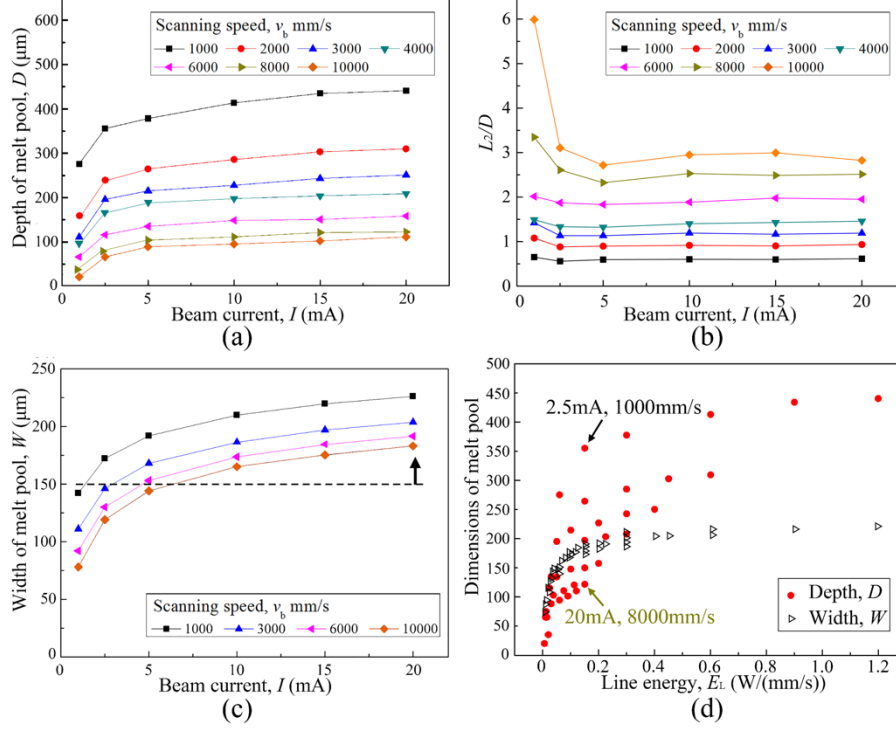 Scanning speed, v_b mm/s
1000 2000 3000 4000
6000 8000 10000
Depth of melt pool, D (μm)
600
500
400
300
200
100
0
0 5 10 15 20
Beam current, I (mA)
(a)
Scanning speed, v_b mm/s
1000 2000 3000 4000
6000 8000 10000
L₂/D
6
5
4
3
2
1
0
0 5 10 15 20
Beam current, I (mA)
(b)
Width of melt pool, W (μm)
250
200
150
100
50
0
Scanning speed, v_b mm/s
1000 3000 6000 10000
0 5 10 15 20
Beam current, I (mA)
(c)
Dimensions of melt pool
500
450
400
350
300
250
200
150
100
50
0
2.5mA, 1000mm/s
20mA, 8000mm/s
Depth, D
Width, W
0.0 0.2 0.4 0.6 0.8 1.0 1.2
Line energy, E_L (W/(mm/s))
(d)